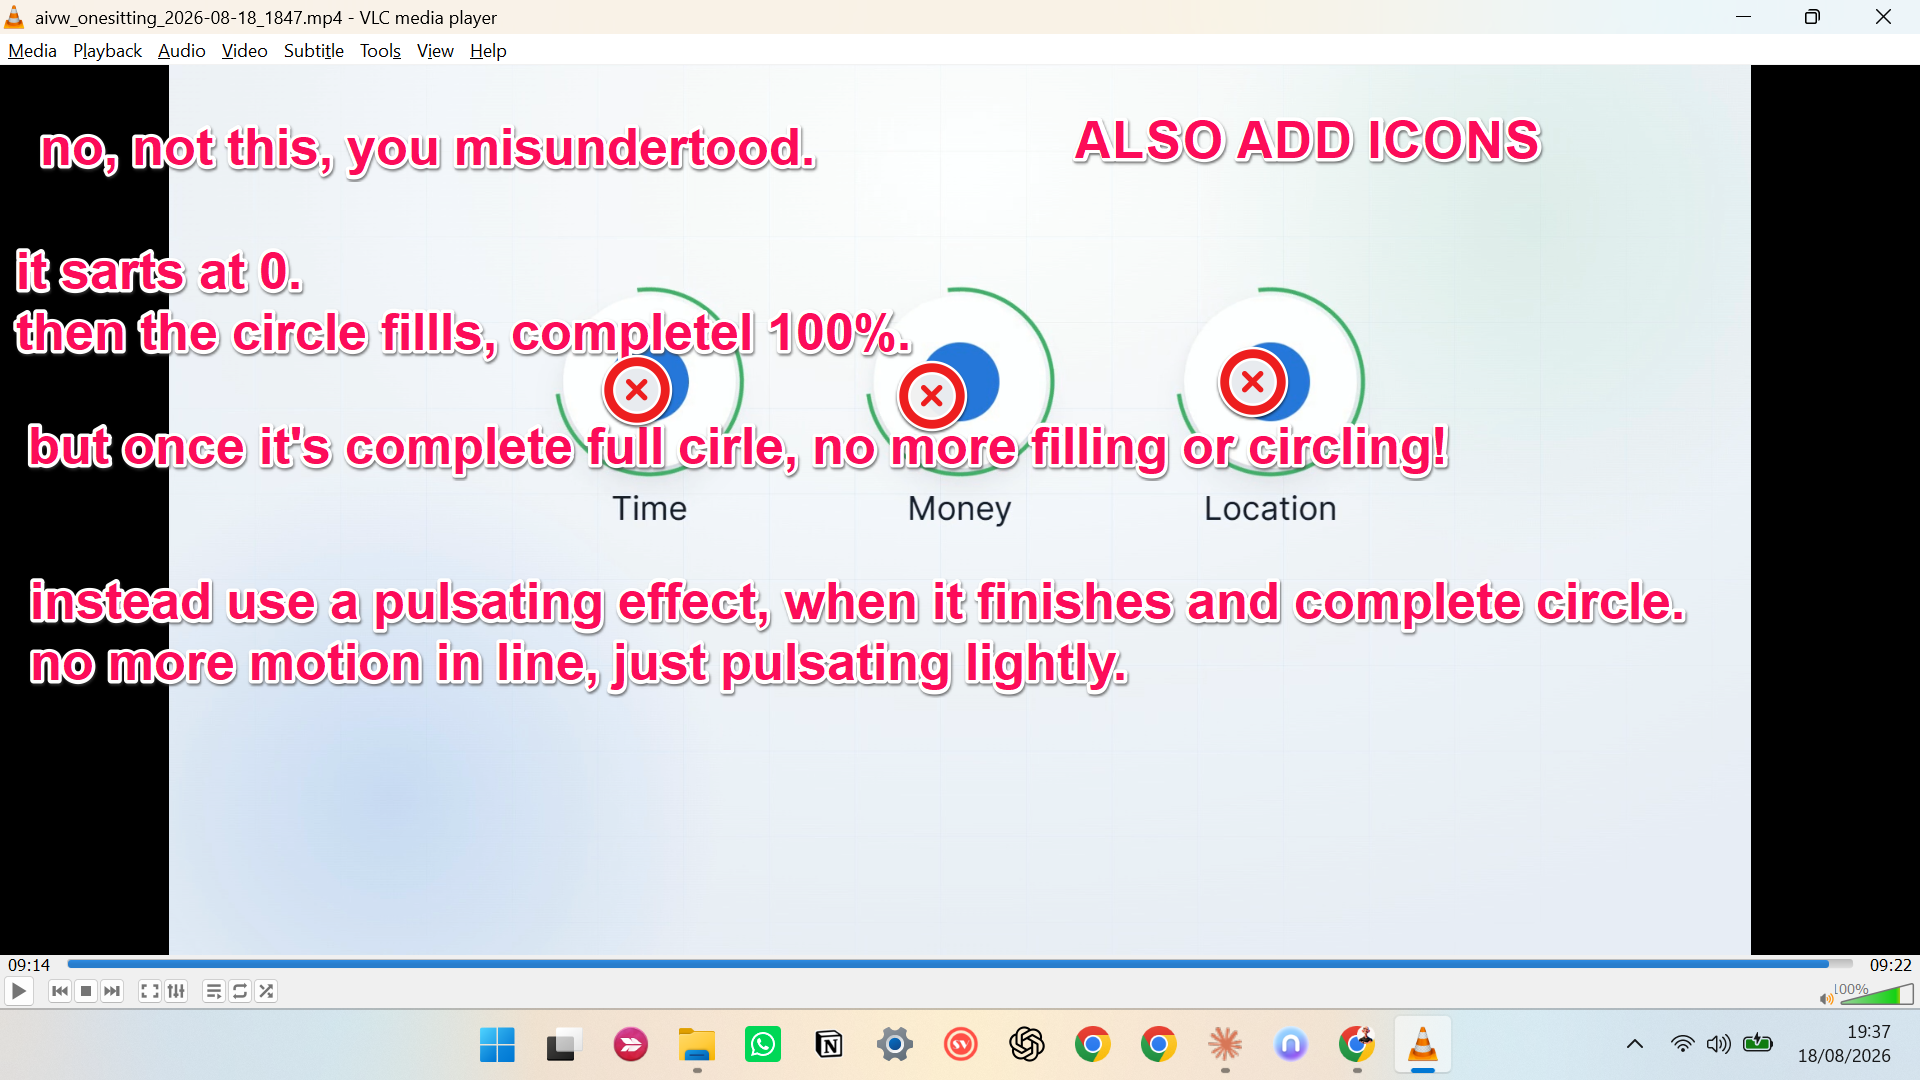 aivw_onesitting_2026-08-18_1847.mp4 - VLC media player
Media Playback Audio Video Subtitle Tools View Help
no, not this, you misundertood.
ALSO ADD ICONS
it sarts at 0.
then the circle fillls, completel 100%.
but once it's complete full cirle, no more filling or circling!
Time Money Location
instead use a pulsating effect, when it finishes and complete circle.
no more motion in line, just pulsating lightly.
09:14 09:22
100%
19:37
18/08/2026